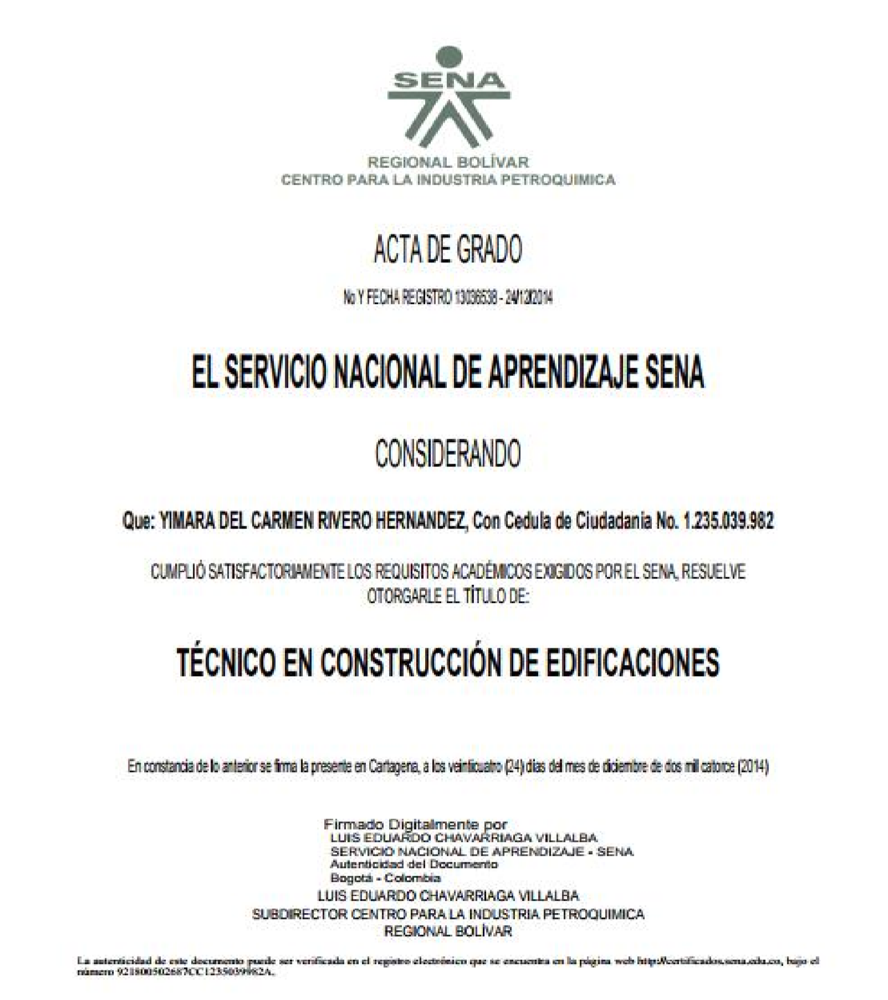 SENA
REGIONAL BOLÍVAR
CENTRO PARA LA INDUSTRIA PETROQUIMICA
ACTA DE GRADO
No Y FECHA REGISTRO 13036538 - 24/12/2014
EL SERVICIO NACIONAL DE APRENDIZAJE SENA
CONSIDERANDO
Que: YIMARA DEL CARMEN RIVERO HERNANDEZ, Con Cedula de Ciudadania No. 1.235.039.982
CUMPLIÓ SATISFACTORIAMENTE LOS REQUISITOS ACADÉMICOS EXIGIDOS POR EL SENA, RESUELVE
OTORGARLE EL TÍTULO DE:
TÉCNICO EN CONSTRUCCIÓN DE EDIFICACIONES
En constancia de lo anterior se firma la presente en Cartagena, a los veinticuatro (24) días del mes de diciembre de dos mil catorce (2014)
Firmado Digitalmente por
LUIS EDUARDO CHAVARRIAGA VILLALBA
SERVICIO NACIONAL DE APRENDIZAJE - SENA
Autenticidad del Documento
Bogotá - Colombia
LUIS EDUARDO CHAVARRIAGA VILLALBA
SUBDIRECTOR CENTRO PARA LA INDUSTRIA PETROQUIMICA
REGIONAL BOLÍVAR
La autenticidad de este documento puede ser verificada en el registro electrónico que se encuentra en la página web http://certificados.sena.edu.co, bajo el
número 921800502687CC1235039982A.